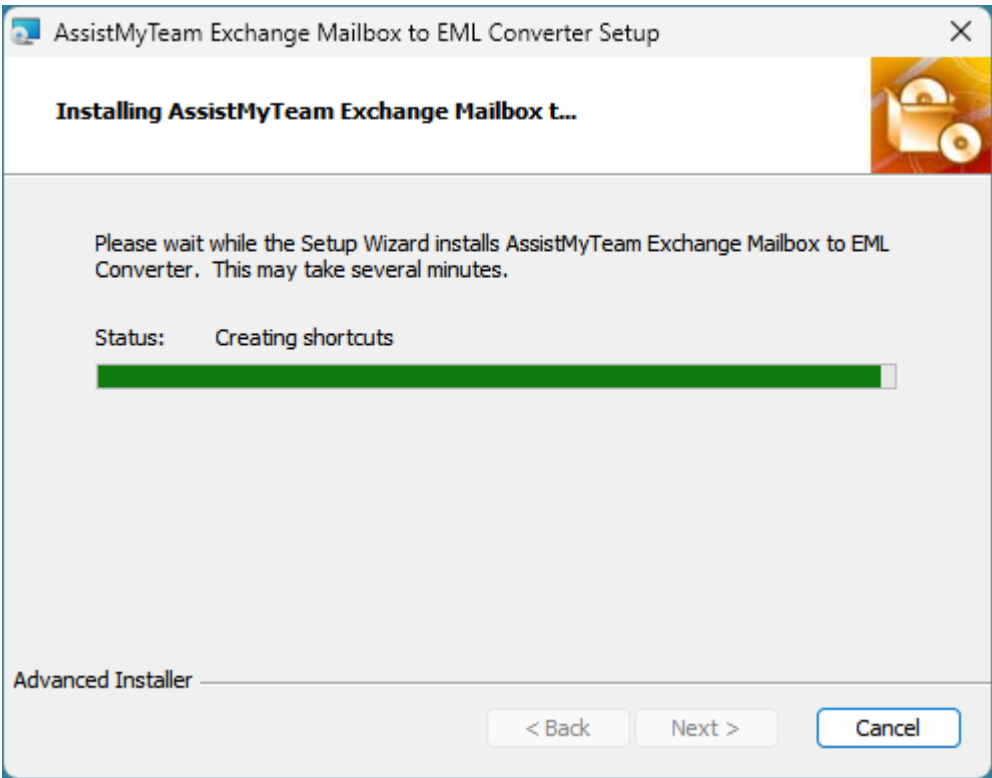 AssistMyTeam Exchange Mailbox to EML Converter Setup
Installing AssistMyTeam Exchange Mailbox t...
Please wait while the Setup Wizard installs AssistMyTeam Exchange Mailbox to EML
Converter.  This may take several minutes.
Status: Creating shortcuts
Advanced Installer
< Back Next > Cancel